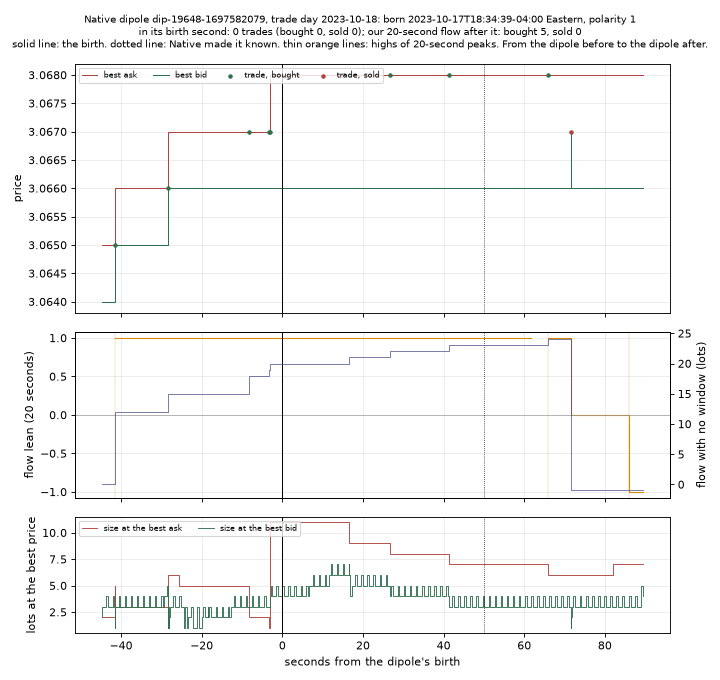 Native dipole dip-19648-1697582079, trade day 2023-10-18: born 2023-10-17T18:34:39-04:00 Eastern, polarity 1
in its birth second: 0 trades (bought 0, sold 0); our 20-second flow after it: bought 5, sold 0
solid line: the birth. dotted line: Native made it known. thin orange lines: highs of 20-second peaks. From the dipole before to the dipole after.
best ask best bid trade, bought trade, sold
3.0680
3.0675
3.0670
3.0665
3.0660
3.0655
3.0650
3.0645
3.0640
price
1.0
0.5
0.0
−0.5
−1.0
flow lean (20 seconds)
25
20
15
10
5
0
flow with no window (lots)
size at the best ask size at the best bid
10.0
7.5
5.0
2.5
lots at the best price
−40 −20 0 20 40 60 80
seconds from the dipole's birth